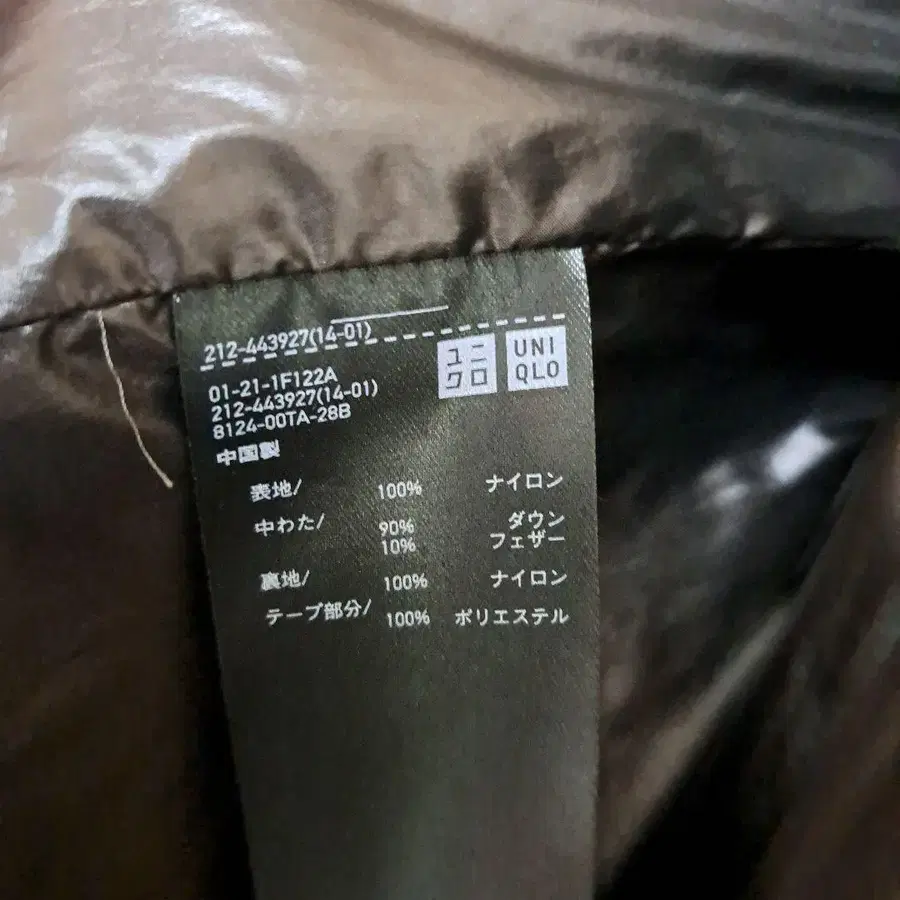 212-443927(14-01)
ユニ
クロ
UNI
QLO
01-21-1F122A
212-443927(14-01)
8124-00TA-28B
中国製
表地/ 100% ナイロン
中わた/ 90% ダウン
10% フェザー
裏地/ 100% ナイロン
テープ部分/ 100% ポリエステル